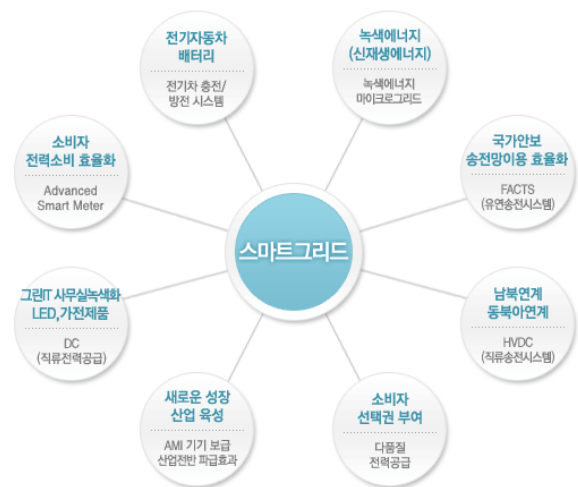 전기자동차
배터리
전기차 충전/
방전 시스템
녹색에너지
(신재생에너지)
녹색에너지
마이크로그리드
소비자
전력소비 효율화
Advanced
Smart Meter
국가안보
송전망이용 효율화
FACTS
(유연송전시스템)
스마트그리드
그린IT 사무실녹색화
LED,가전제품
DC
(직류전력공급)
남북연계
동북아연계
HVDC
(직류송전시스템)
새로운 성장
산업 육성
AMI 기기 보급
산업전반 파급효과
소비자
선택권 부여
다품질
전력공급